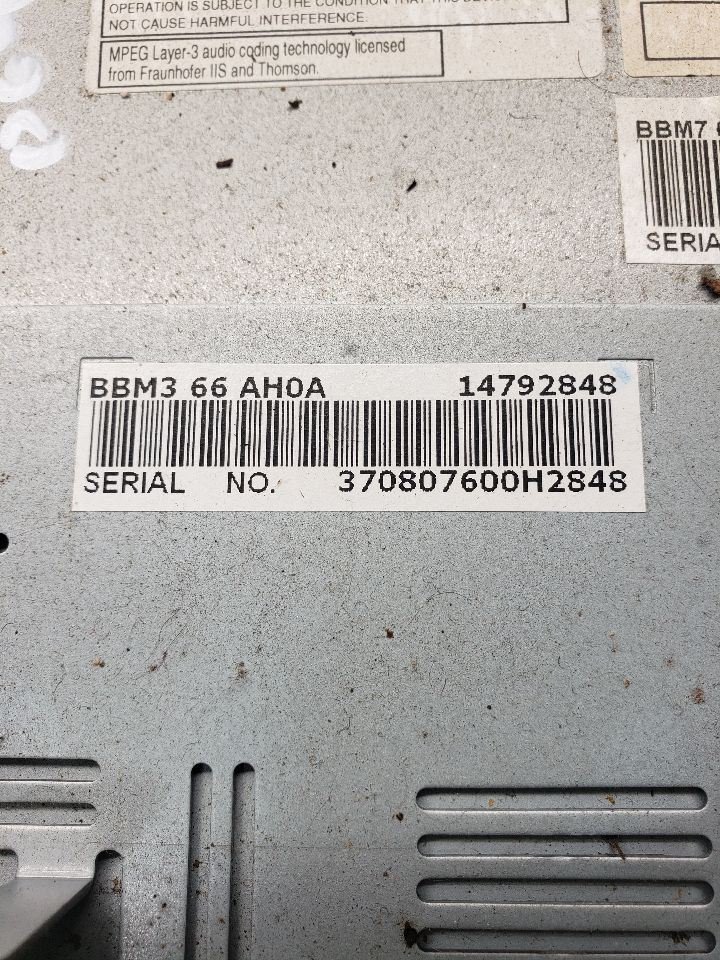 OPERATION IS SUBJECT TO THE CONDITION THAT THIS
NOT CAUSE HARMFUL INTERFERENCE.
MPEG Layer-3 audio coding technology licensed
from Fraunhofer IIS and Thomson.
BBM7
SERIA
BBM3 66 AH0A 14792848
SERIAL NO. 370807600H2848